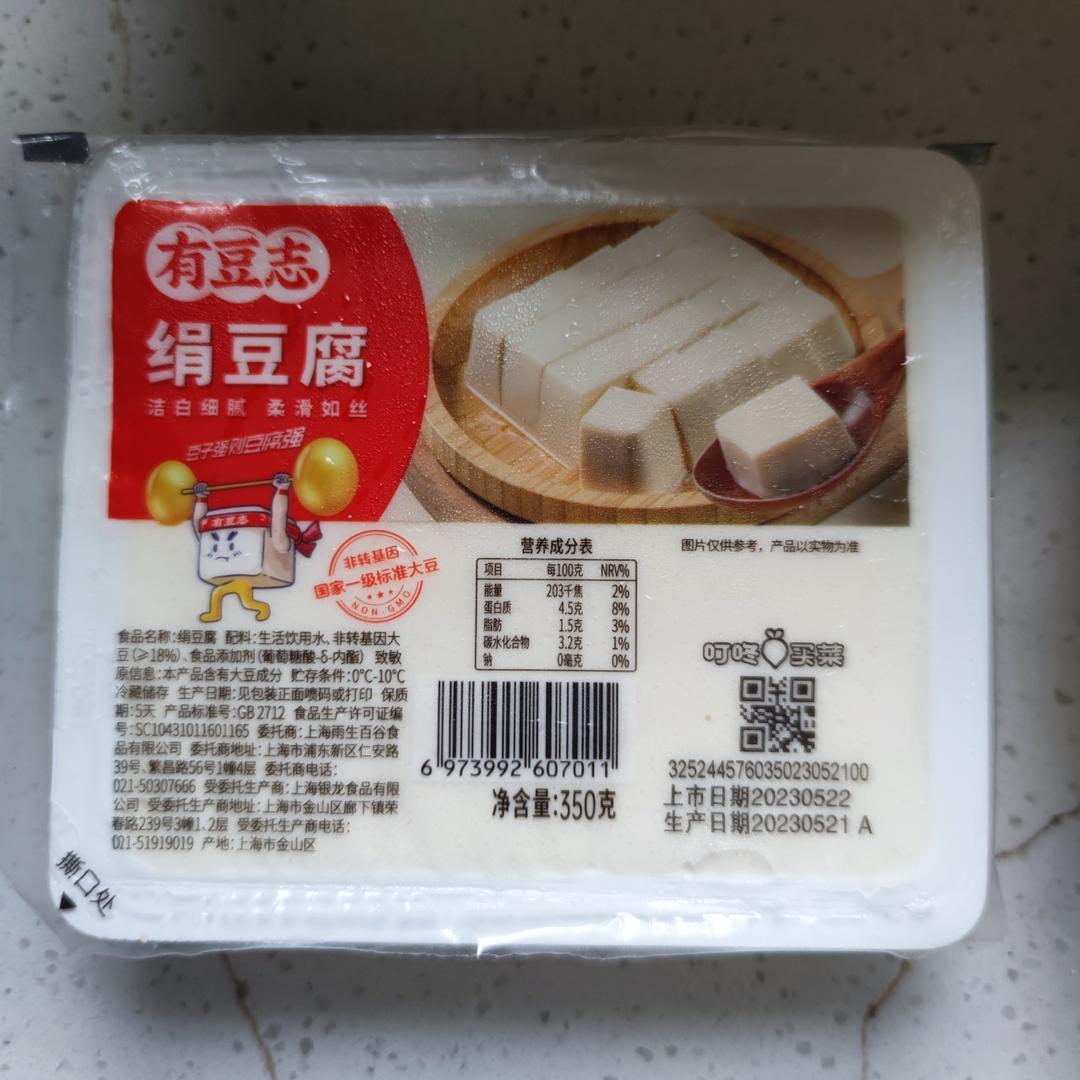 有豆志
绢豆腐
洁白细腻 柔滑如丝
豆子强则豆腐强
有豆志
非转基因
国家一级标准大豆
NON-GMO
食品名称:绢豆腐 配料:生活饮用水、非转基因大
豆(≥18%)、食品添加剂(葡萄糖酸-δ-内酯) 致敏
原信息:本产品含有大豆成分 贮存条件:0℃-10℃
冷藏储存 生产日期:见包装正面喷码或打印 保质
期:5天 产品标准号:GB 2712 食品生产许可证编
号:SC10431011601165 委托商:上海雨生百谷食
品有限公司 委托商地址:上海市浦东新区仁安路
39号、繁昌路56号1幢4层 委托商电话:
021-50307666 受委托生产商:上海银龙食品有限
公司 受委托生产商地址:上海市金山区廊下镇荣
春路239号3幢1、2层 受委托生产商电话:
021-51919019 产地:上海市金山区
撕口处
营养成分表
项目 每100克 NRV%
能量 203千焦 2%
蛋白质 4.5克 8%
脂肪 1.5克 3%
碳水化合物 3.2克 1%
钠 0毫克 0%
6 973992 607011
净含量:350克
图片仅供参考，产品以实物为准
叮咚买菜
325244576035023052100
上市日期20230522
生产日期20230521 A